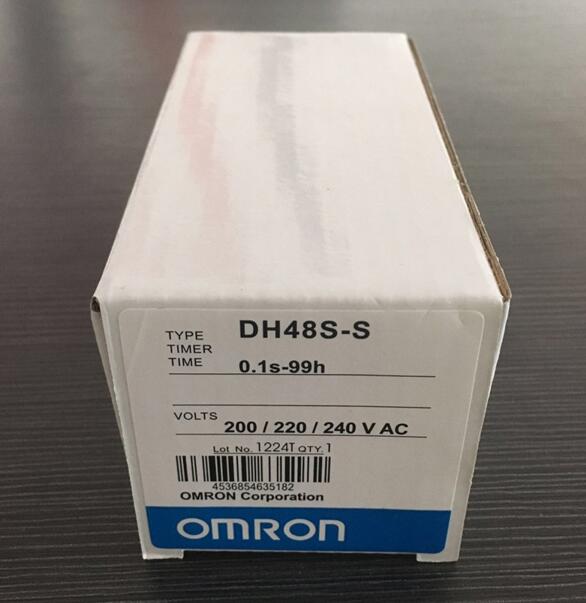 TYPE DH48S-S
TIMER
TIME 0.1s-99h
VOLTS 200 / 220 / 240 V AC
Lot No. 1224T QTY. 1
4536854635182
OMRON Corporation
OMRON